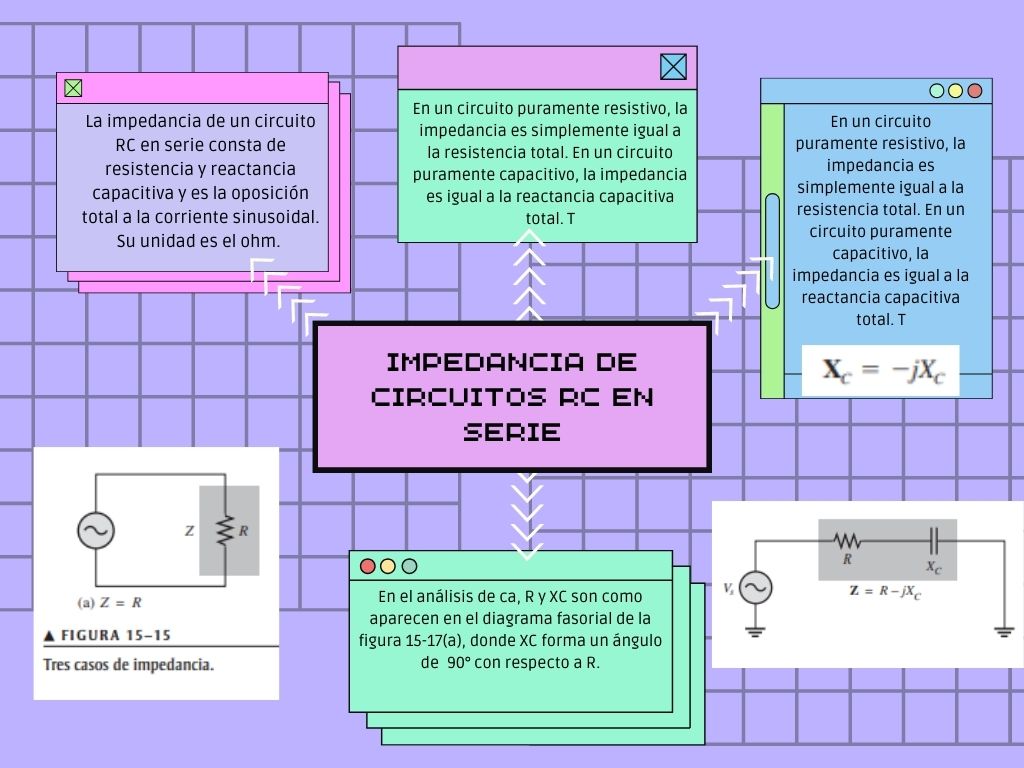 La impedancia de un circuito
RC en serie consta de
resistencia y reactancia
capacitiva y es la oposición
total a la corriente sinusoidal.
Su unidad es el ohm.
En un circuito puramente resistivo, la
impedancia es simplemente igual a
la resistencia total. En un circuito
puramente capacitivo, la impedancia
es igual a la reactancia capacitiva
total. T
En un circuito
puramente resistivo, la
impedancia es
simplemente igual a la
resistencia total. En un
circuito puramente
capacitivo, la
impedancia es igual a la
reactancia capacitiva
total. T
X_C = −jX_C
IMPEDANCIA DE
CIRCUITOS RC EN
SERIE
Z R
(a) Z = R
▲ FIGURA 15–15
Tres casos de impedancia.
En el análisis de ca, R y XC son como
aparecen en el diagrama fasorial de la
figura 15-17(a), donde XC forma un ángulo
de 90° con respecto a R.
R X_C
V_s
Z = R − jX_C